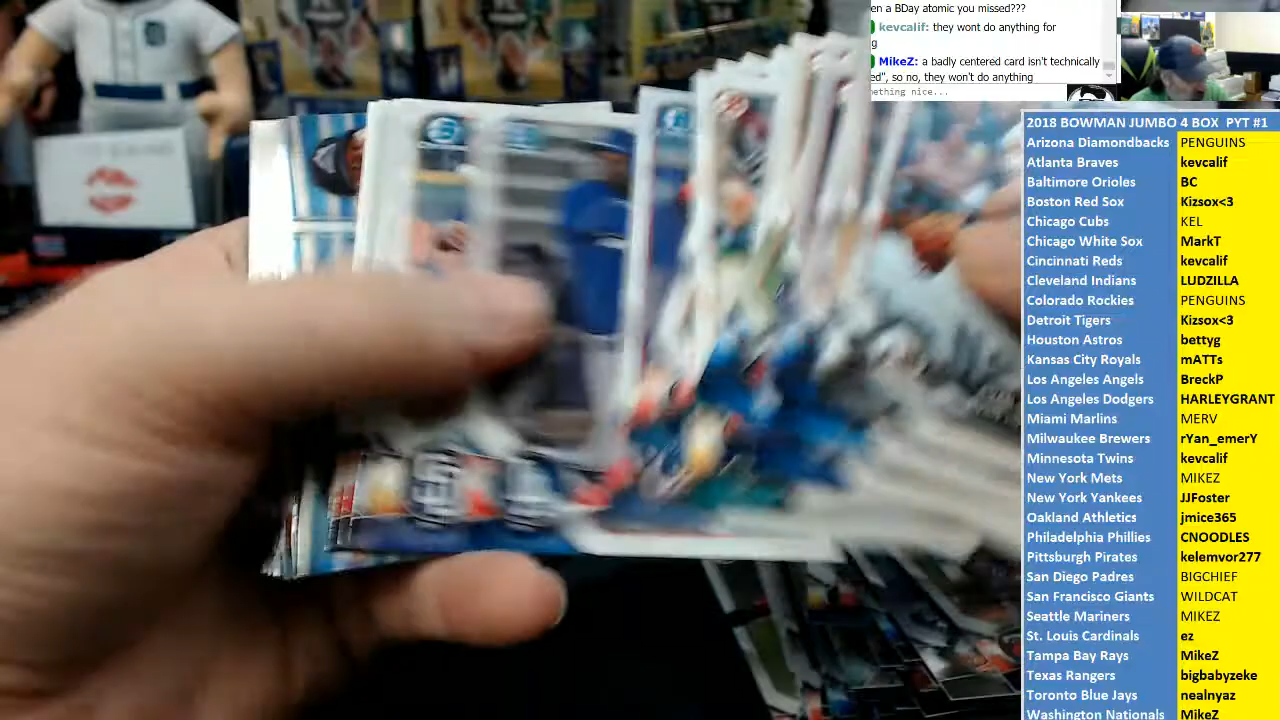 en a BDay atomic you missed???
kevcalif: they wont do anything for
g
MikeZ: a badly centered card isn't technically
ed", so no, they won't do anything
ething nice...
2018 BOWMAN JUMBO 4 BOX PYT #1
Arizona Diamondbacks PENGUINS
Atlanta Braves kevcalif
Baltimore Orioles BC
Boston Red Sox Kizsox<3
Chicago Cubs KEL
Chicago White Sox MarkT
Cincinnati Reds kevcalif
Cleveland Indians LUDZILLA
Colorado Rockies PENGUINS
Detroit Tigers Kizsox<3
Houston Astros bettyg
Kansas City Royals mATTs
Los Angeles Angels BreckP
Los Angeles Dodgers HARLEYGRANT
Miami Marlins MERV
Milwaukee Brewers rYan_emerY
Minnesota Twins kevcalif
New York Mets MIKEZ
New York Yankees JJFoster
Oakland Athletics jmice365
Philadelphia Phillies CNOODLES
Pittsburgh Pirates kelemvor277
San Diego Padres BIGCHIEF
San Francisco Giants WILDCAT
Seattle Mariners MIKEZ
St. Louis Cardinals ez
Tampa Bay Rays MikeZ
Texas Rangers bigbabyzeke
Toronto Blue Jays nealnyaz
Washington Nationals MikeZ